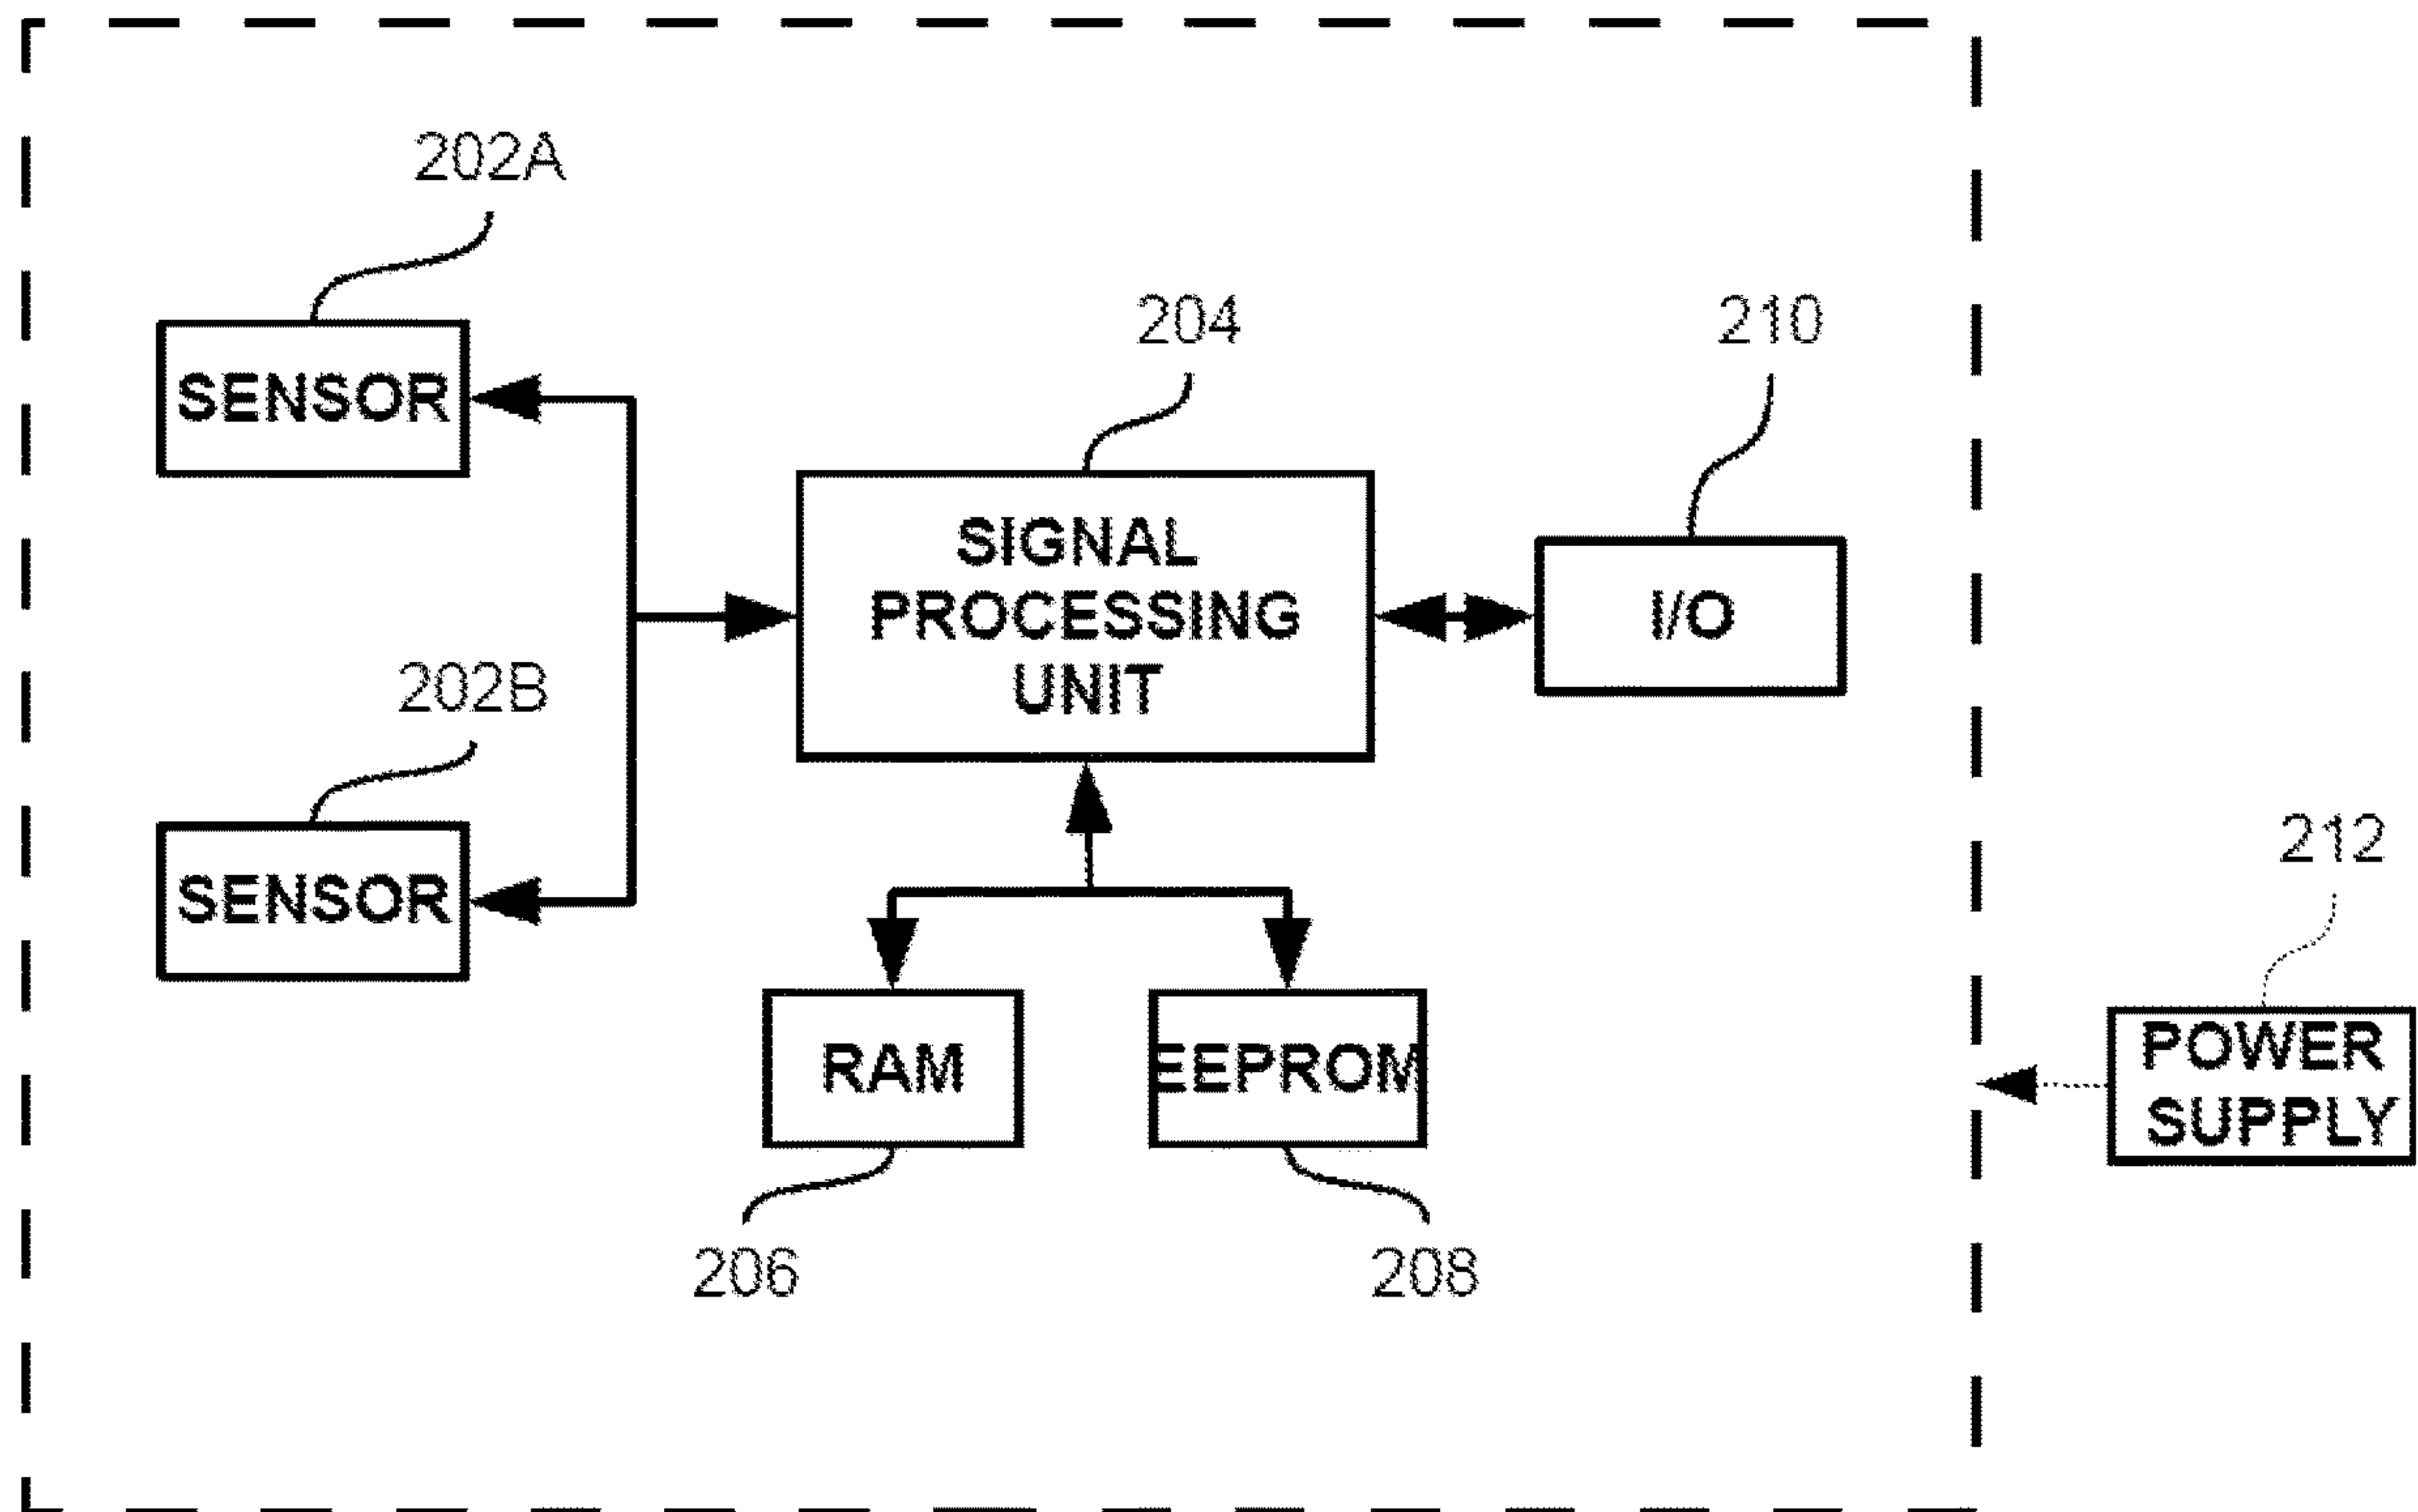 202A
SENSOR
204
SIGNAL
PROCESSING
UNIT
210
I/O
202B
SENSOR
RAM
EEPROM
206
208
212
POWER
SUPPLY